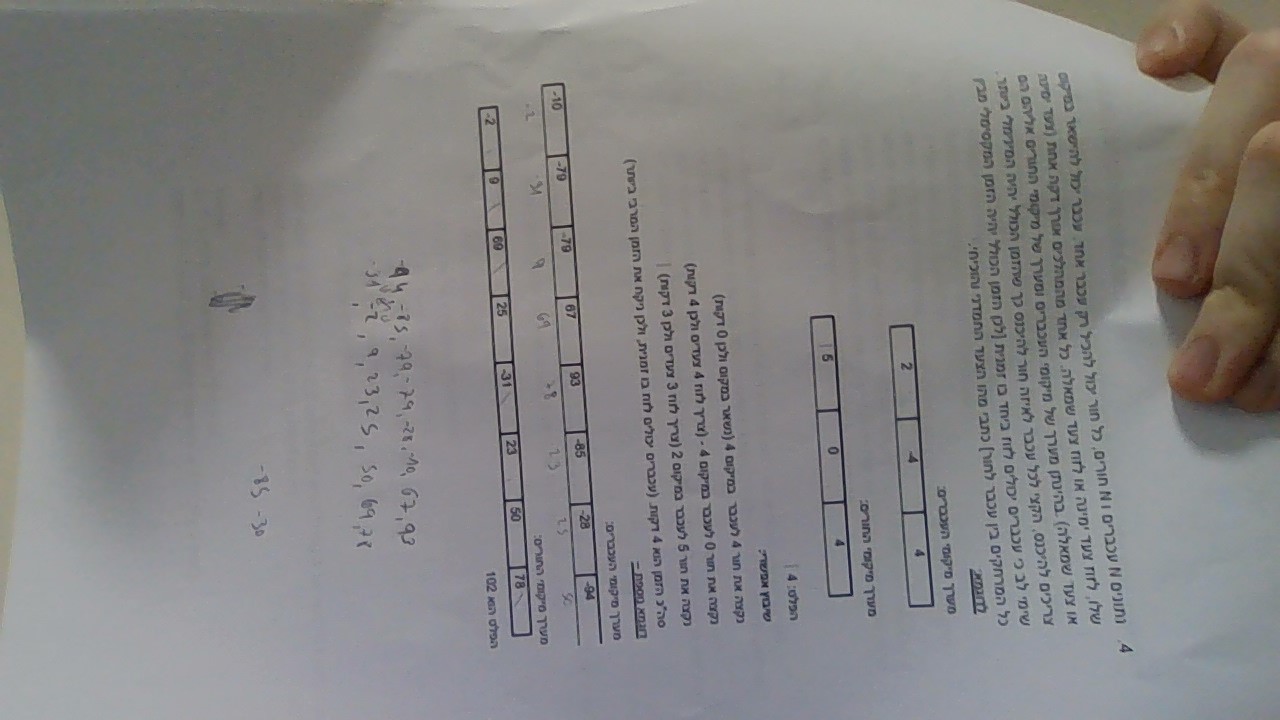 4. נתונים N עכברים ו N חורים, כל חור יכול להכיל רק עכבר אחד. עכבר יכול להישאר במיקום
שלו, לזוז צעד ימינה או לזוז צעד שמאלה. כל אחד מהמהלכים אורך דקה אחת (צעד ימינה
או צעד שמאלה). בהינתן מערך של מיקומי העכברים ומערך של מיקומי החורים אליהם הם
צריכים להיכנס, הקצי לכל עכבר לאיזה חור להיכנס כך שהזמן הכולל יהיה המינימלי ביותר.
שימי לב כי עכברים יכולים לזוז ביחד בו זמנית [לכן הזמן הכולל יהיה הזמן המקסימלי מבין
כל המרחקים בין עכבר לחור] כתבי מהו הצעד החמדני והוכיחי.
לדוגמא:
מערך מיקומי העכברים:
2 -4 4
מערך מיקומי החורים:
5 0 4
הפלט: 4
שיבוץ אפשרי:
נקצה את חור 4 לעכבר במיקום 4 (נשאר במקום ולכן 0 דקות)
נקצה את חור 0 לעכבר במיקום 4 - (צריך לזוז 4 צעדים ולכן 4 דקות)
נקצה את חור 5 לעכבר במיקום 2 (צריך לזוז 3 צעדים ולכן 3 דקות)
סה"כ הזמן הוא 4 דקות. (עכברים יכולים לזוז בו זמנית, ולכן ניקח את הזמן המרבי ביותר)
דוגמא נוספת –
מערך מיקומי העכברים:
-10 -79 -79 67 93 -85 -28 -94
-2 -31 9 69 78 23 25 50
מערך מיקומי החורים:
-2 9 69 25 -31 23 50 78
הפלט הוא 102
-94, -85, -79, -79, -28, -10, 67, 93
-31, -2, 9, 23, 25, 50, 69, 78
-85 -30